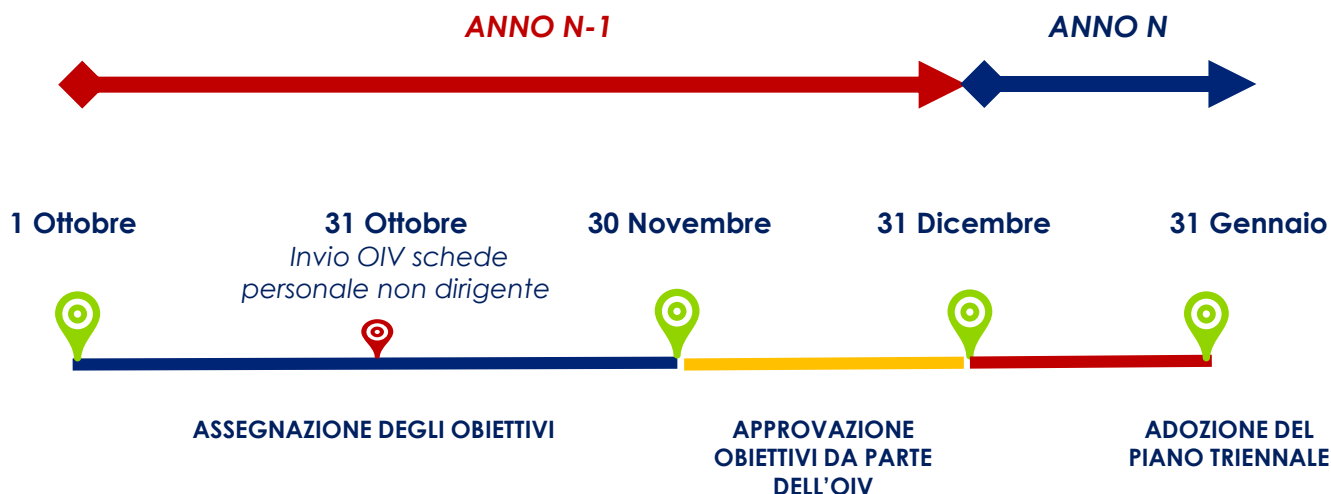 ANNO N-1
ANNO N
1 Ottobre
31 Ottobre
Invio OIV schede
personale non dirigente
30 Novembre
31 Dicembre
31 Gennaio
ASSEGNAZIONE DEGLI OBIETTIVI
APPROVAZIONE
OBIETTIVI DA PARTE
DELL'OIV
ADOZIONE DEL
PIANO TRIENNALE